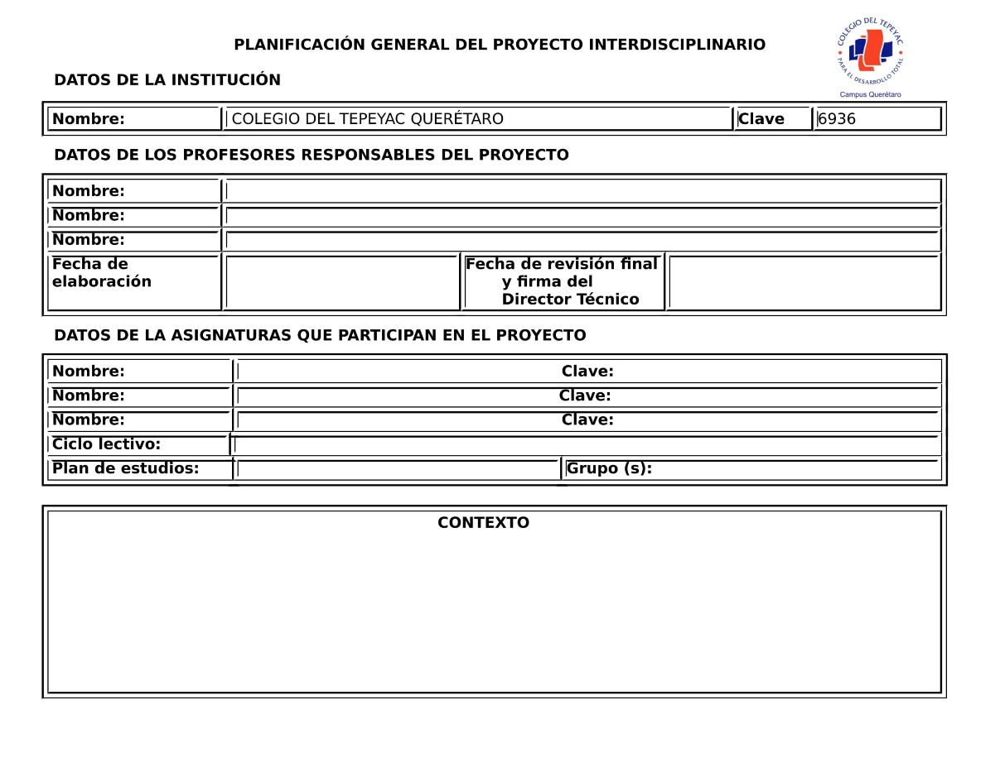 COLEGIO DEL TEPEYAC
PARA EL DESARROLLO TOTAL
Campus Querétaro
PLANIFICACIÓN GENERAL DEL PROYECTO INTERDISCIPLINARIO
DATOS DE LA INSTITUCIÓN
Nombre: COLEGIO DEL TEPEYAC QUERÉTARO Clave 6936
DATOS DE LOS PROFESORES RESPONSABLES DEL PROYECTO
Nombre:
Nombre:
Nombre:
Fecha de
elaboración
Fecha de revisión final
y firma del
Director Técnico
DATOS DE LA ASIGNATURAS QUE PARTICIPAN EN EL PROYECTO
Nombre: Clave:
Nombre: Clave:
Nombre: Clave:
Ciclo lectivo:
Plan de estudios: Grupo (s):
CONTEXTO